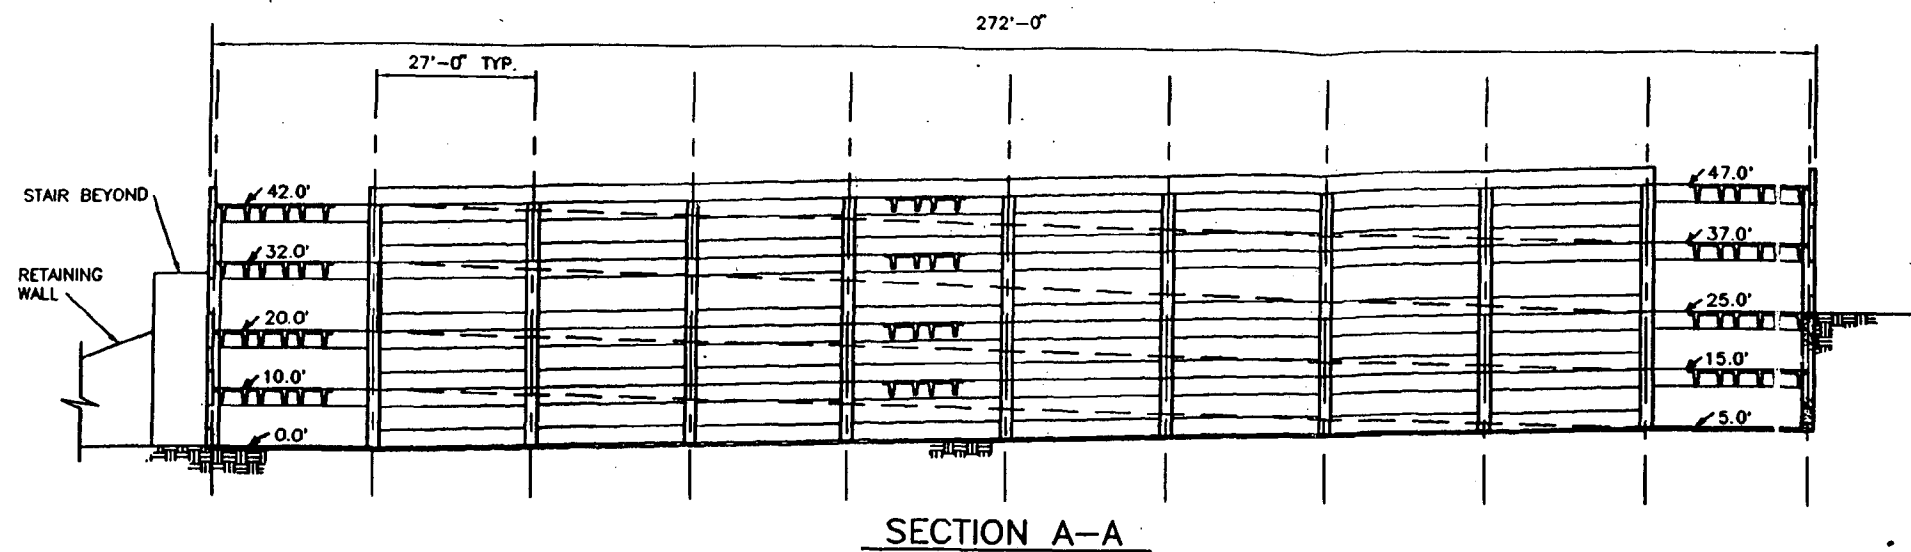 272'-0"
27'-0" TYP.
STAIR BEYOND
42.0'
47.0'
32.0'
37.0'
RETAINING
WALL
20.0'
25.0'
10.0'
15.0'
0.0'
5.0'
SECTION A-A